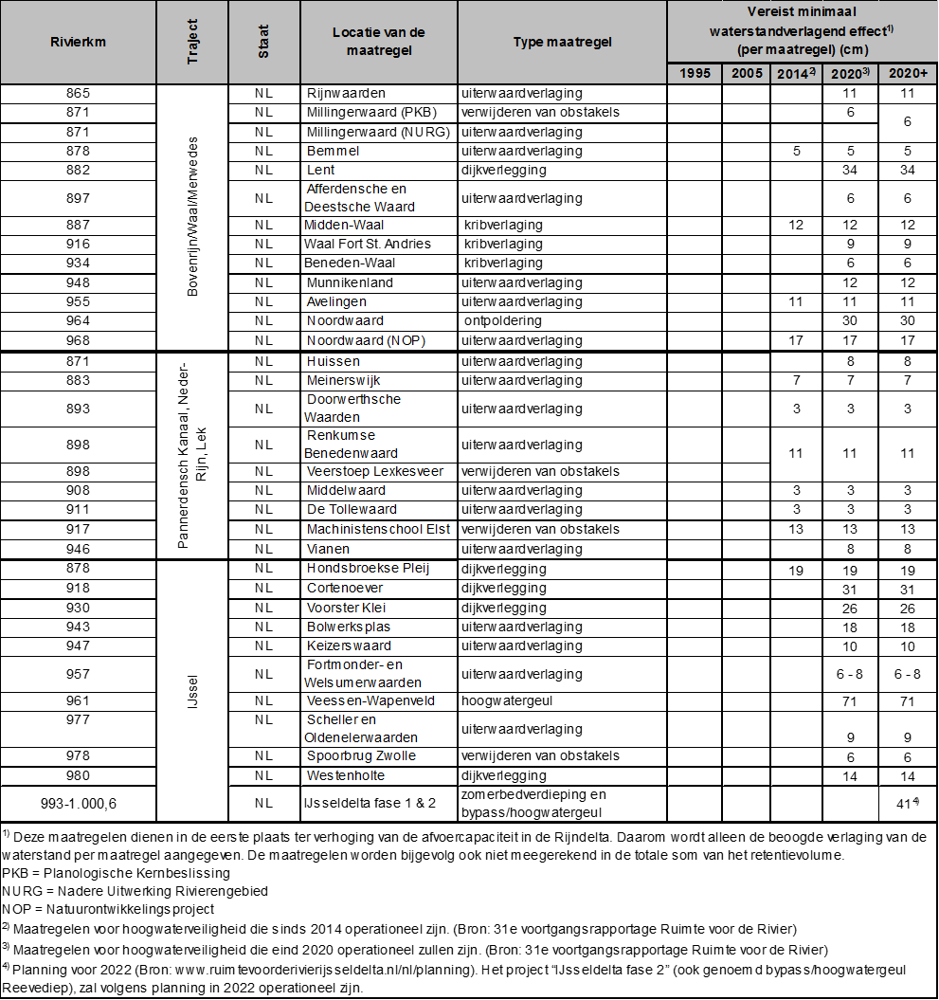 Rivierkm | Traject | Staat | Locatie van de maatregel | Type maatregel | Vereist minimaal waterstandverlagend effect1) (per maatregel) (cm)
1995 | 2005 | 2014 2) | 2020 3) | 2020+
Bovenrijn/Waal/Merwedes
865 | NL | Rijnwaarden | uiterwaardverlaging | 11 | 11
871 | NL | Millingerwaard (PKB) | verwijderen van obstakels | 6 | 6
871 | NL | Millingerwaard (NURG) | uiterwaardverlaging
878 | NL | Bemmel | uiterwaardverlaging | 5 | 5 | 5
882 | NL | Lent | dijkverlegging | 34 | 34
897 | NL | Afferdensche en Deestsche Waard | uiterwaardverlaging | 6 | 6
887 | NL | Midden-Waal | kribverlaging | 12 | 12 | 12
916 | NL | Waal Fort St. Andries | kribverlaging | 9 | 9
934 | NL | Beneden-Waal | kribverlaging | 6 | 6
948 | NL | Munnikenland | uiterwaardverlaging | 12 | 12
955 | NL | Avelingen | uiterwaardverlaging | 11 | 11 | 11
964 | NL | Noordwaard | ontpoldering | 30 | 30
968 | NL | Noordwaard (NOP) | uiterwaardverlaging | 17 | 17 | 17
Pannerdensch Kanaal, Neder-Rijn, Lek
871 | NL | Huissen | uiterwaardverlaging | 8 | 8
883 | NL | Meinerswijk | uiterwaardverlaging | 7 | 7 | 7
893 | NL | Doorwerthsche Waarden | uiterwaardverlaging | 3 | 3 | 3
898 | NL | Renkumse Benedenwaard | uiterwaardverlaging | 11 | 11 | 11
898 | NL | Veerstoep Lexkesveer | verwijderen van obstakels
908 | NL | Middelwaard | uiterwaardverlaging | 3 | 3 | 3
911 | NL | De Tollewaard | uiterwaardverlaging | 3 | 3 | 3
917 | NL | Machinistenschool Elst | verwijderen van obstakels | 13 | 13 | 13
946 | NL | Vianen | uiterwaardverlaging | 8 | 8
IJssel
878 | NL | Hondsbroekse Pleij | dijkverlegging | 19 | 19 | 19
918 | NL | Cortenoever | dijkverlegging | 31 | 31
930 | NL | Voorster Klei | dijkverlegging | 26 | 26
943 | NL | Bolwerksplas | uiterwaardverlaging | 18 | 18
947 | NL | Keizerswaard | uiterwaardverlaging | 10 | 10
957 | NL | Fortmonder- en Welsumerwaarden | uiterwaardverlaging | 6 - 8 | 6 - 8
961 | NL | Veessen-Wapenveld | hoogwatergeul | 71 | 71
977 | NL | Scheller en Oldenelerwaarden | uiterwaardverlaging | 9 | 9
978 | NL | Spoorbrug Zwolle | verwijderen van obstakels | 6 | 6
980 | NL | Westenholte | dijkverlegging | 14 | 14
993-1.000,6 | NL | IJsseldelta fase 1 & 2 | zomerbedverdieping en bypass/hoogwatergeul | 41 4)
1) Deze maatregelen dienen in de eerste plaats ter verhoging van de afvoercapaciteit in de Rijndelta. Daarom wordt alleen de beoogde verlaging van de
waterstand per maatregel aangegeven. De maatregelen worden bijgevolg ook niet meegerekend in de totale som van het retentievolume.
PKB = Planologische Kernbeslissing
NURG = Nadere Uitwerking Rivierengebied
NOP = Natuurontwikkelingsproject
2) Maatregelen voor hoogwaterveiligheid die sinds 2014 operationeel zijn. (Bron: 31e voortgangsrapportage Ruimte voor de Rivier)
3) Maatregelen voor hoogwaterveiligheid die eind 2020 operationeel zullen zijn. (Bron: 31e voortgangsrapportage Ruimte voor de Rivier)
4) Planning voor 2022 (Bron: www.ruimtevoorderivierijsseldelta.nl/nl/planning). Het project “IJsseldelta fase 2” (ook genoemd bypass/hoogwatergeul
Reevediep), zal volgens planning in 2022 operationeel zijn.